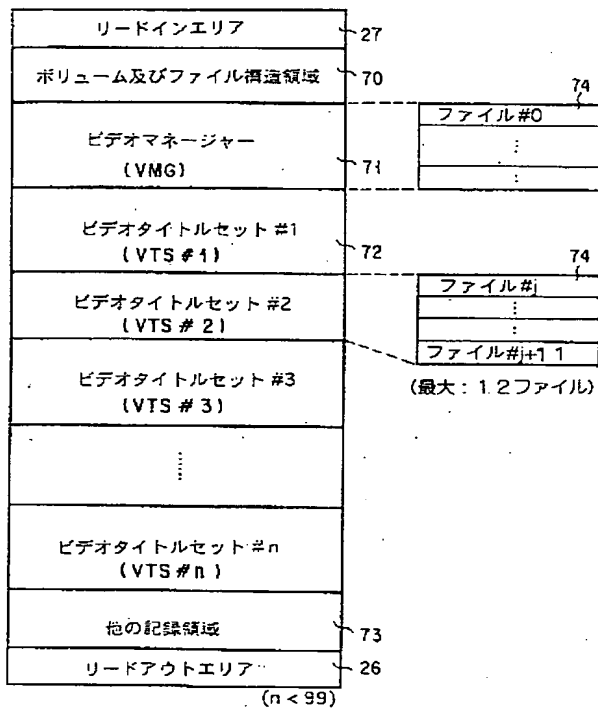 リードインエリア 27
ボリューム及びファイル構造領域 70
74
ファイル#0
ビデオマネージャー
(VMG) 71
ビデオタイトルセット #1
(VTS #1) 72
74
ファイル#j
ビデオタイトルセット #2
(VTS #2)
ファイル#j+11
(最大:12ファイル)
ビデオタイトルセット #3
(VTS #3)
ビデオタイトルセット #n
(VTS #n)
他の記録領域 73
リードアウトエリア 26
(n<99)